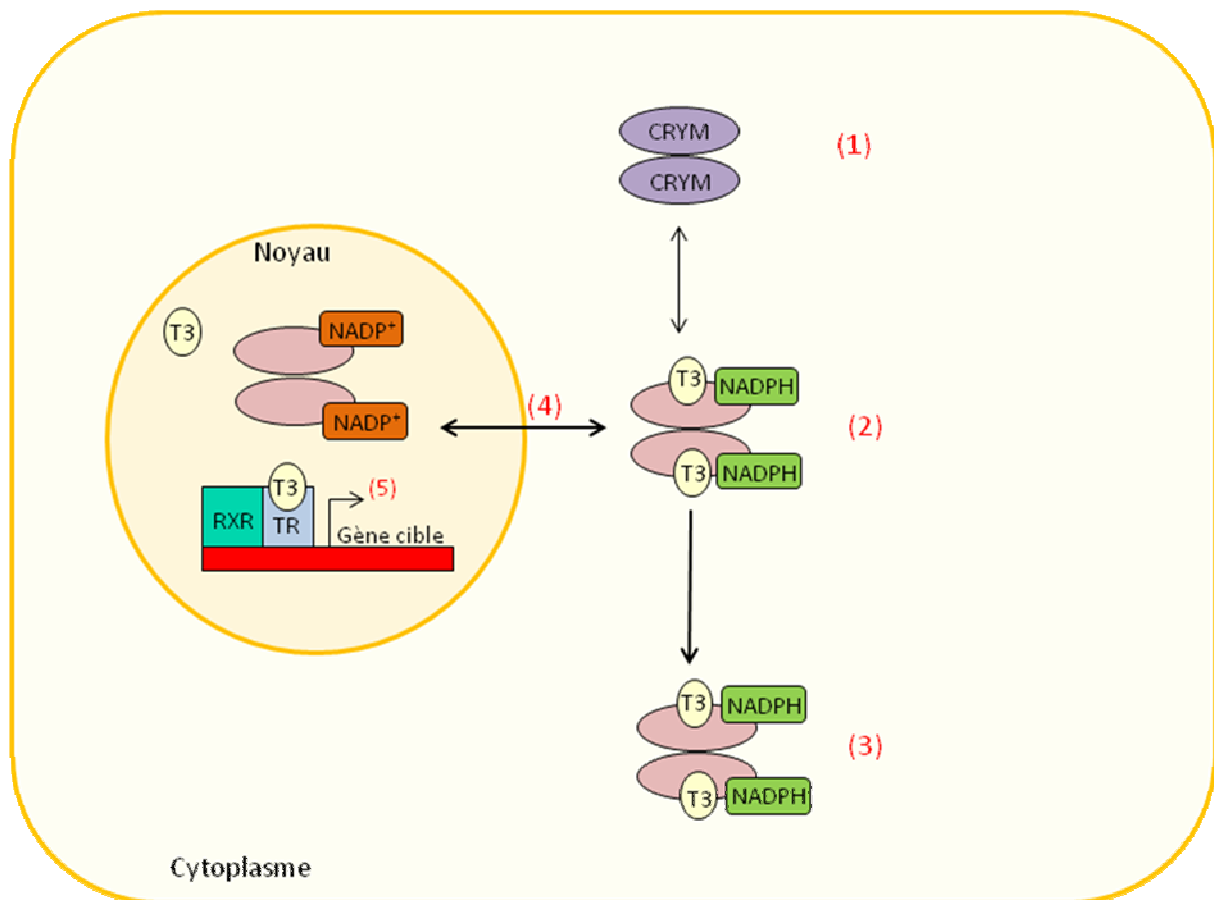 CRYM
(1)
CRYM
Noyau
T3
NADP⁺
NADP⁺
(4)
T3
NADPH
T3
NADPH
(2)
T3
(5)
RXR
TR
Gène cible
T3
NADPH
T3
NADPH
(3)
Cytoplasme